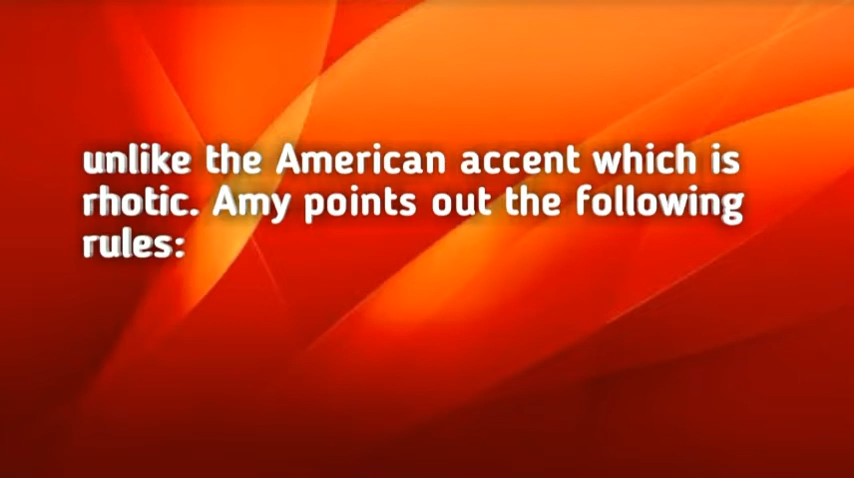 unlike the American accent which is
rhotic. Amy points out the following
rules: